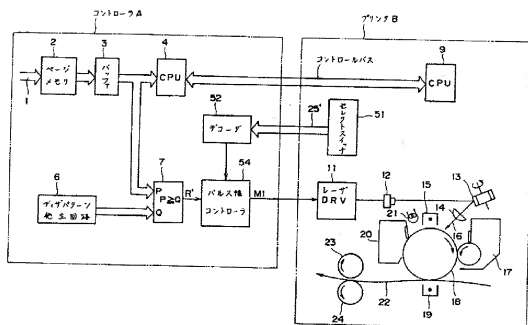 コントローラA
プリンタB
2
3
4
9
ページ
メモリ
バッファ
CPU
コントロールバス
CPU
1
52
25'
51
デコーダ
セレクトスイッチ
7
54
11
12
13
6
P
P≧Q
Q
R'
パルス幅
コントローラ
M1
レーザ
DRV
15
14
ディザパターン
発生回路
21
16
20
17
23
18
22
19
24